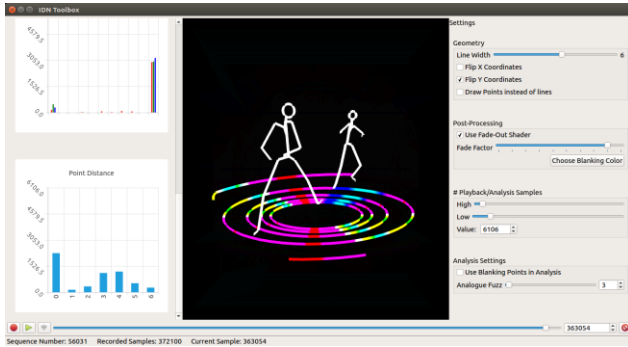 IDN Toolbox
4579.5
3053.0
1526.5
0.0
Point Distance
6106.0
4579.5
3053.0
1526.5
0.0
0 1 2 3 4 5 6
Settings
Geometry
Line Width 6
Flip X Coordinates
Flip Y Coordinates
Draw Points instead of lines
Post-Processing
Use Fade-Out Shader
Fade Factor
Choose Blanking Color
# Playback/Analysis Samples
High
Low
Value: 6106
Analysis Settings
Use Blanking Points in Analysis
Analogue Fuzz 3
363054
Sequence Number: 56031 Recorded Samples: 372100 Current Sample: 363054